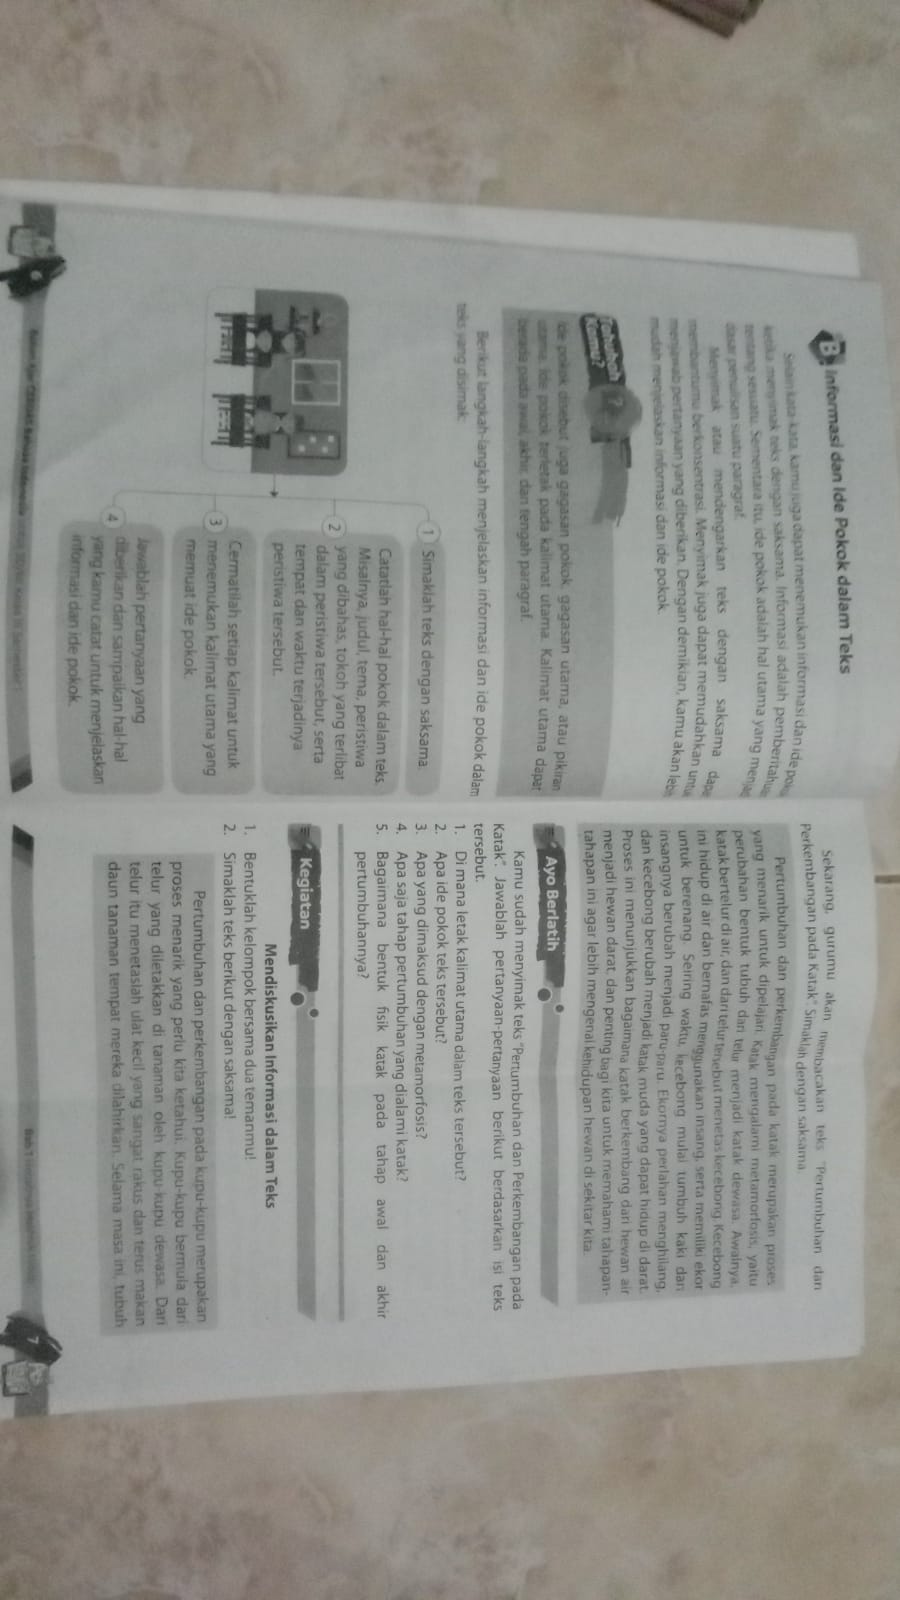 B Informasi dan Ide Pokok dalam Teks
Selain kata-kata, kamu juga dapat menemukan informasi dan ide pokok
ketika menyimak teks dengan saksama. Informasi adalah pemberitahuan
tentang sesuatu. Sementara itu, ide pokok adalah hal utama yang menjadi
dasar penulisan suatu paragraf.
Menyimak atau mendengarkan teks dengan saksama dapa
membantumu berkonsentrasi. Menyimak juga dapat memudahkan untuk
menjawab pertanyaan yang diberikan. Dengan demikian, kamu akan lebih
mudah menjelaskan informasi dan ide pokok.
Tahukah
Kamu?
?
Ide pokok disebut juga gagasan pokok, gagasan utama, atau pikiran
utama. Ide pokok terletak pada kalimat utama. Kalimat utama dapat
berada pada awal, akhir, dan tengah paragraf.
Berikut langkah-langkah menjelaskan informasi dan ide pokok dalam
teks yang disimak.
1 Simaklah teks dengan saksama.
2 Catatlah hal-hal pokok dalam teks.
Misalnya, judul, tema, peristiwa
yang dibahas, tokoh yang terlibat
dalam peristiwa tersebut, serta
tempat dan waktu terjadinya
peristiwa tersebut.
3 Cermatilah setiap kalimat untuk
menemukan kalimat utama yang
memuat ide pokok.
4 Jawablah pertanyaan yang
diberikan dan sampaikan hal-hal
yang kamu catat untuk menjelaskan
informasi dan ide pokok.
Sekarang, gurumu akan membacakan teks "Pertumbuhan dan
Perkembangan pada Katak". Simaklah dengan saksama.
Pertumbuhan dan perkembangan pada katak merupakan proses
yang menarik untuk dipelajari. Katak mengalami metamorfosis, yaitu
perubahan bentuk tubuh dari telur menjadi katak dewasa. Awalnya,
katak bertelur di air, dan dari telur tersebut menetas kecebong. Kecebong
ini hidup di air dan bernafas menggunakan insang, serta memiliki ekor
untuk berenang. Seiring waktu, kecebong mulai tumbuh kaki dan
insangnya berubah menjadi paru-paru. Ekornya perlahan menghilang,
dan kecebong berubah menjadi katak muda yang dapat hidup di darat.
Proses ini menunjukkan bagaimana katak berkembang dari hewan air
menjadi hewan darat, dan penting bagi kita untuk memahami tahapan-
tahapan ini agar lebih mengenal kehidupan hewan di sekitar kita.
Ayo Berlatih
Kamu sudah menyimak teks "Pertumbuhan dan Perkembangan pada
Katak". Jawablah pertanyaan-pertanyaan berikut berdasarkan isi teks
tersebut.
1. Di mana letak kalimat utama dalam teks tersebut?
2. Apa ide pokok teks tersebut?
3. Apa yang dimaksud dengan metamorfosis?
4. Apa saja tahap pertumbuhan yang dialami katak?
5. Bagaimana bentuk fisik katak pada tahap awal dan akhir
pertumbuhannya?
Kegiatan
Mendiskusikan Informasi dalam Teks
1. Bentuklah kelompok bersama dua temanmu!
2. Simaklah teks berikut dengan saksama!
Pertumbuhan dan perkembangan pada kupu-kupu merupakan
proses menarik yang perlu kita ketahui. Kupu-kupu bermula dari
telur yang diletakkan di tanaman oleh kupu-kupu dewasa. Dari
telur itu menetaslah ulat kecil yang sangat rakus dan terus makan
daun tanaman tempat mereka dilahirkan. Selama masa ini, tubuh
7